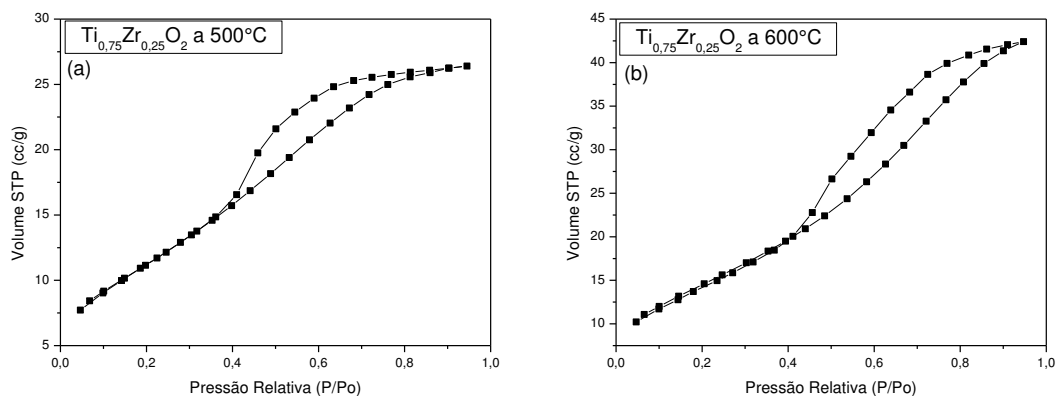 Ti0,75Zr0,25O2 a 500°C
(a)
30
25
20
15
10
5
Volume STP (cc/g)
0,0 0,2 0,4 0,6 0,8 1,0
Pressão Relativa (P/Po)
Ti0,75Zr0,25O2 a 600°C
(b)
45
40
35
30
25
20
15
10
Volume STP (cc/g)
0,0 0,2 0,4 0,6 0,8 1,0
Pressão Relativa (P/Po)